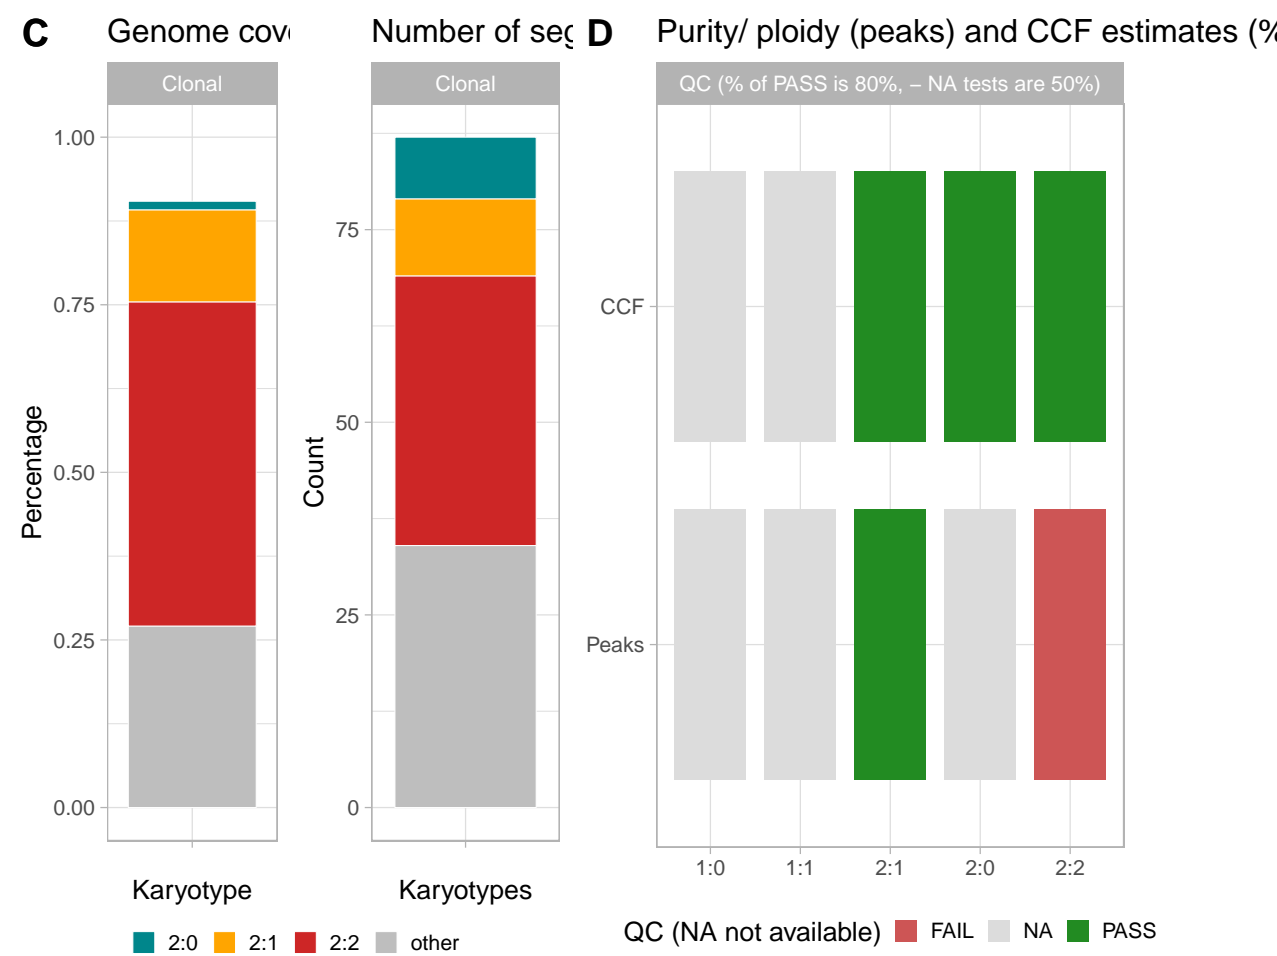 C
Genome cov
Clonal
1.00
0.75
0.50
0.25
0.00
Percentage
Karyotype
Number of seg
Clonal
75
50
25
0
Count
Karyotypes
2:0 2:1 2:2 other
D
Purity/ ploidy (peaks) and CCF estimates (%
QC (% of PASS is 80%, − NA tests are 50%)
CCF
Peaks
1:0 1:1 2:1 2:0 2:2
QC (NA not available) FAIL NA PASS